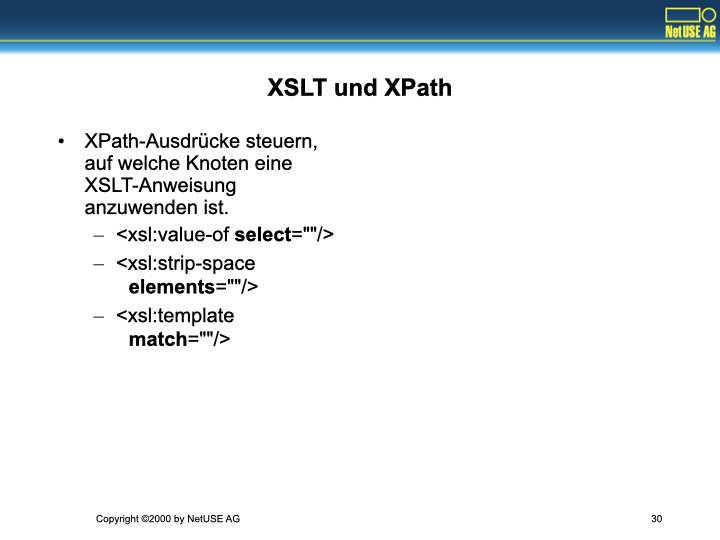 NetUSE AG
XSLT und XPath
• XPath-Ausdrücke steuern,
auf welche Knoten eine
XSLT-Anweisung
anzuwenden ist.
– <xsl:value-of select=""/>
– <xsl:strip-space
elements=""/>
– <xsl:template
match=""/>
Copyright ©2000 by NetUSE AG
30